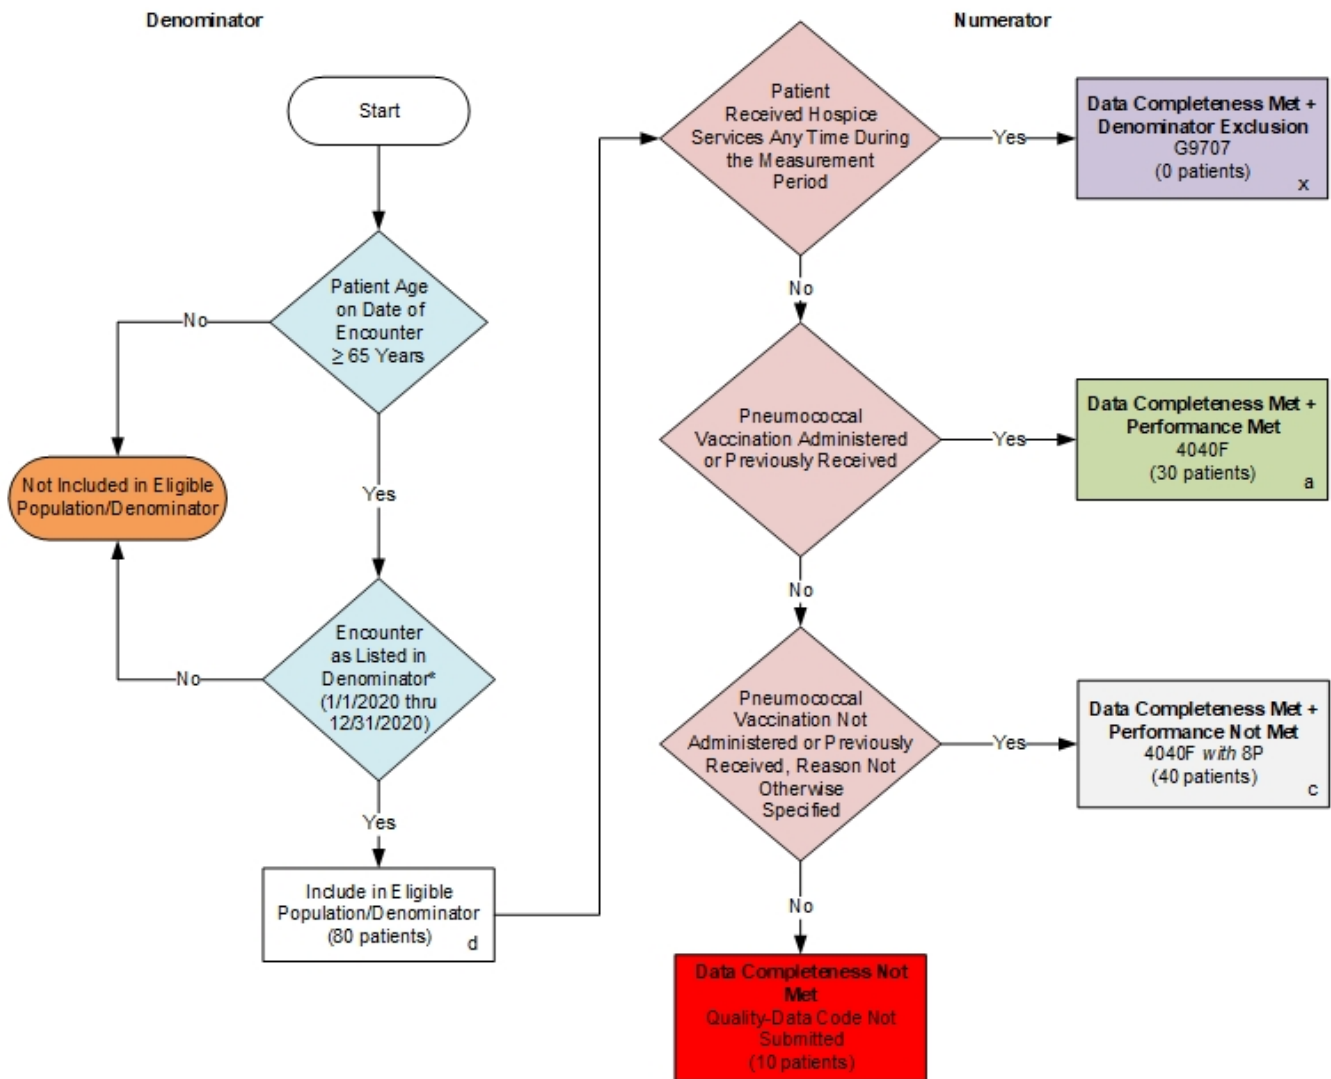 Denominator
Start
Patient Age
on Date of
Encounter
≥ 65 Years
No
Yes
Not Included in Eligible
Population/Denominator
Encounter
as Listed in
Denominator*
(1/1/2020 thru
12/31/2020)
No
Yes
Include in Eligible
Population/Denominator
(80 patients)
d
Numerator
Patient
Received Hospice
Services Any Time During
the Measurement
Period
Yes
Data Completeness Met +
Denominator Exclusion
G9707
(0 patients)
x
No
Pneumococcal
Vaccination Administered
or Previously Received
Yes
Data Completeness Met +
Performance Met
4040F
(30 patients)
a
No
Pneumococcal
Vaccination Not
Administered or Previously
Received, Reason Not
Otherwise
Specified
Yes
Data Completeness Met +
Performance Not Met
4040F with 8P
(40 patients)
c
No
Data Completeness Not
Met
Quality-Data Code Not
Submitted
(10 patients)